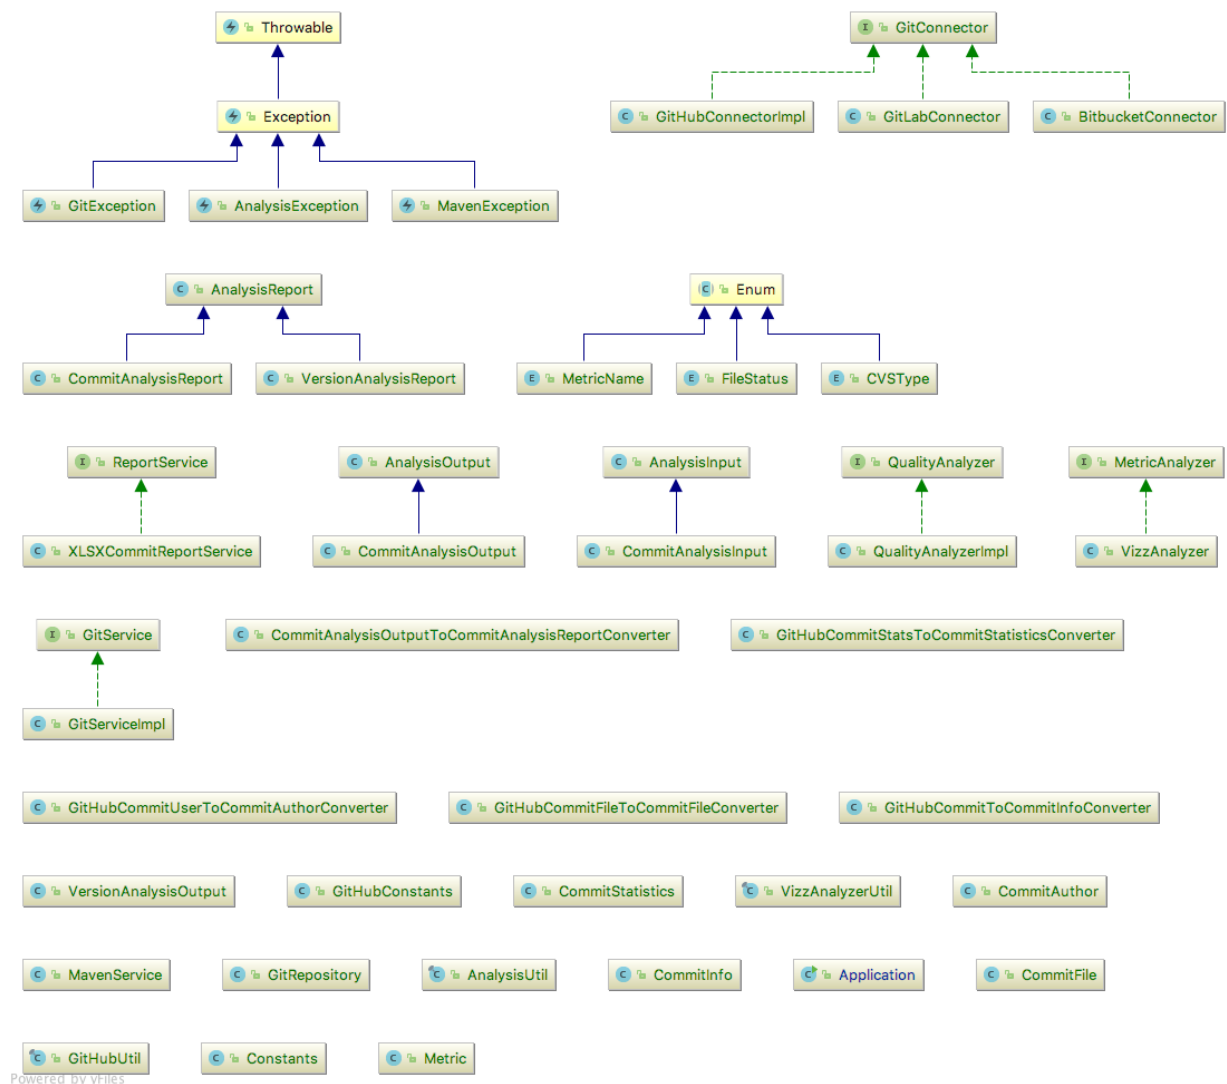 Throwable GitConnector
Exception GitHubConnectorImpl GitLabConnector BitbucketConnector
GitException AnalysisException MavenException
AnalysisReport Enum
CommitAnalysisReport VersionAnalysisReport MetricName FileStatus CVSType
ReportService AnalysisOutput AnalysisInput QualityAnalyzer MetricAnalyzer
XLSXCommitReportService CommitAnalysisOutput CommitAnalysisInput QualityAnalyzerImpl VizzAnalyzer
GitService CommitAnalysisOutputToCommitAnalysisReportConverter GitHubCommitStatsToCommitStatisticsConverter
GitServiceImpl
GitHubCommitUserToCommitAuthorConverter GitHubCommitFileToCommitFileConverter GitHubCommitToCommitInfoConverter
VersionAnalysisOutput GitHubConstants CommitStatistics VizzAnalyzerUtil CommitAuthor
MavenService GitRepository AnalysisUtil CommitInfo Application CommitFile
GitHubUtil Constants Metric
Powered by yFiles